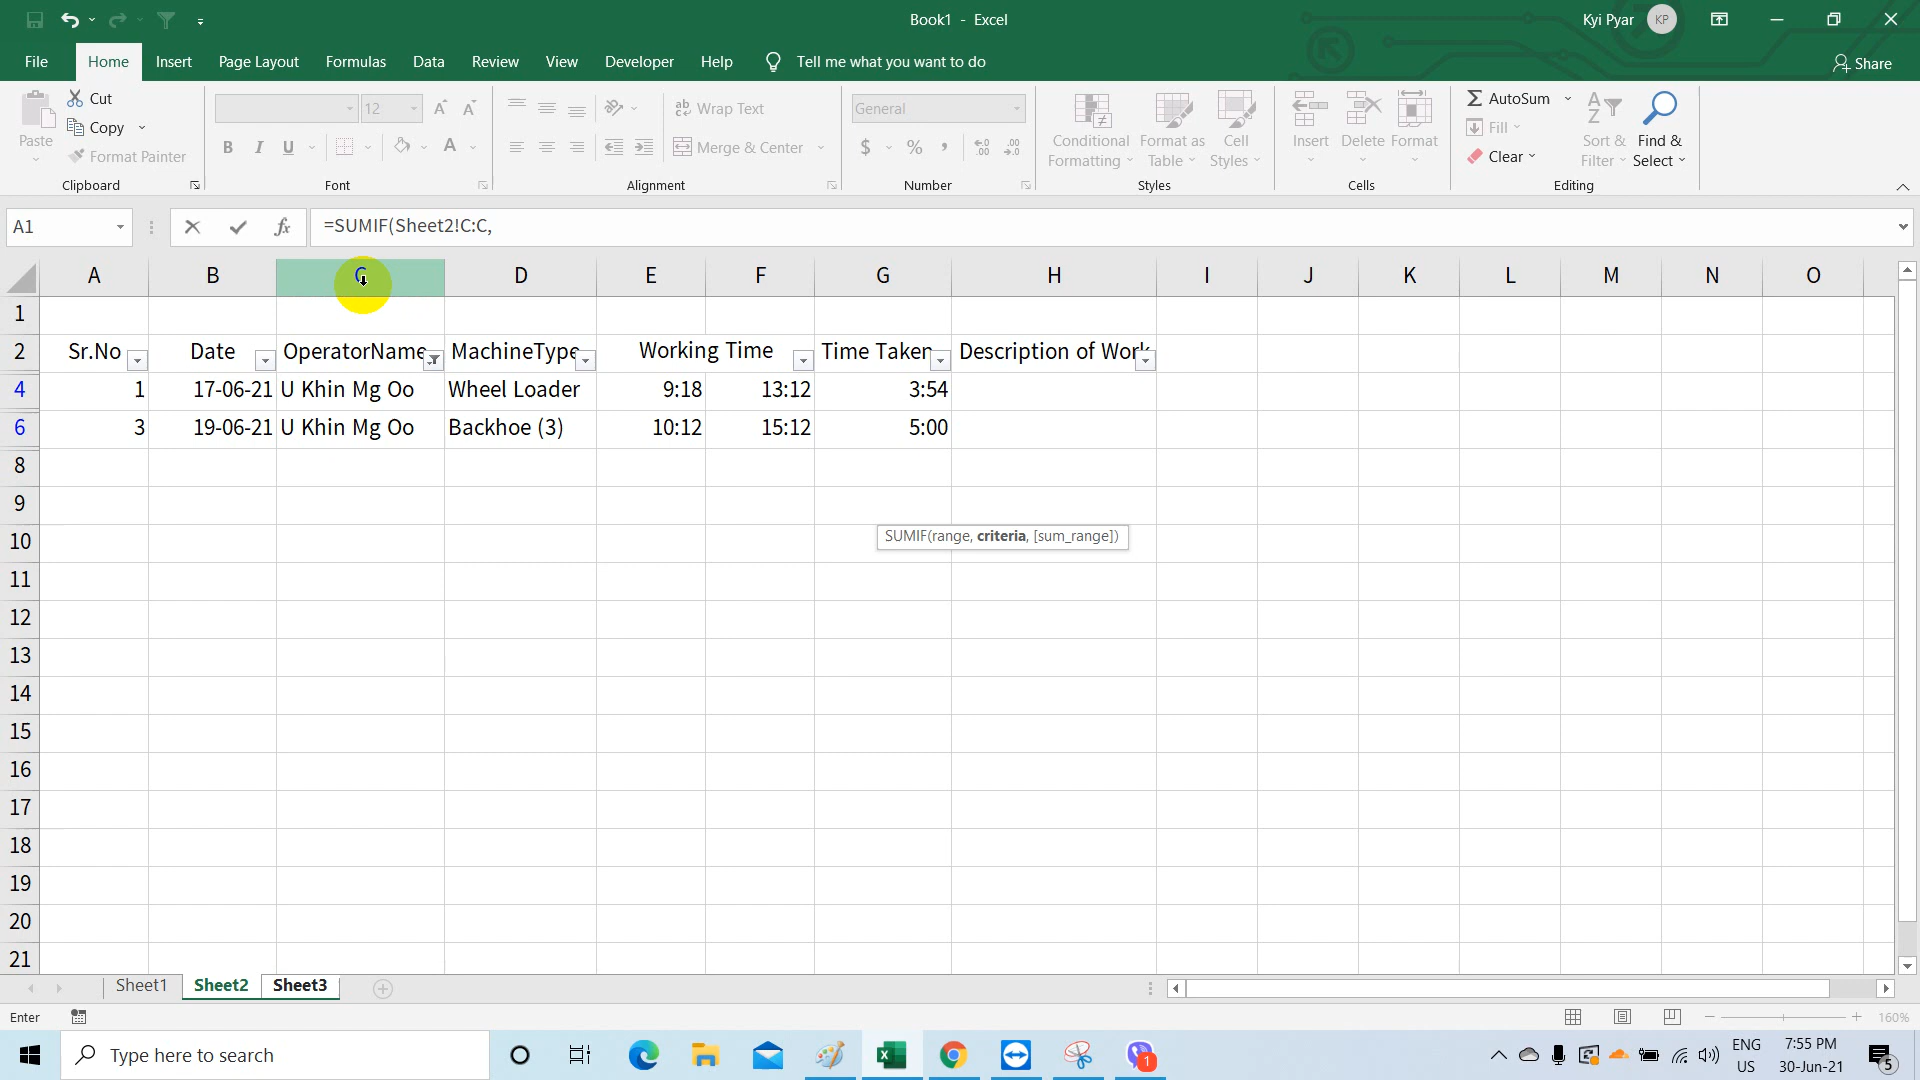 Book1 - Excel
Kyi Pyar KP
File Home Insert Page Layout Formulas Data Review View Developer Help Tell me what you want to do Share
Paste
Cut
Copy
Format Painter
Clipboard
12
B I U A
Font
ab Wrap Text
Merge & Center
Alignment
General
$ % ,
Number
Conditional Formatting
Format as Table
Cell Styles
Styles
Insert Delete Format
Cells
AutoSum
Fill
Clear
Sort & Filter
Find & Select
Editing
A1 fx =SUMIF(Sheet2!C:C,
A B C D E F G H I J K L M N O
1
2 Sr.No Date OperatorName MachineType Working Time Time Taken Description of Work
4 1 17-06-21 U Khin Mg Oo Wheel Loader 9:18 13:12 3:54
6 3 19-06-21 U Khin Mg Oo Backhoe (3) 10:12 15:12 5:00
8
9
10
SUMIF(range, criteria, [sum_range])
11
12
13
14
15
16
17
18
19
20
21
Sheet1 Sheet2 Sheet3
Enter 160%
Type here to search
1
ENG
US
7:55 PM
30-Jun-21
5